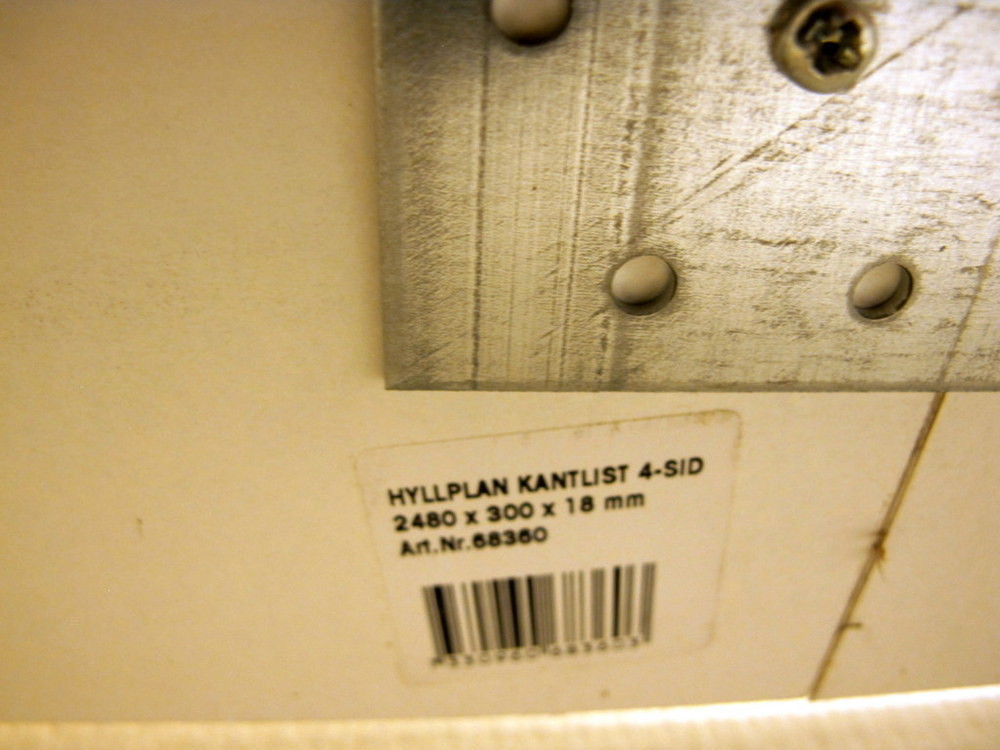 HYLLPLAN KANTLIST 4-SID
2480 x 300 x 18 mm
Art.Nr.68360